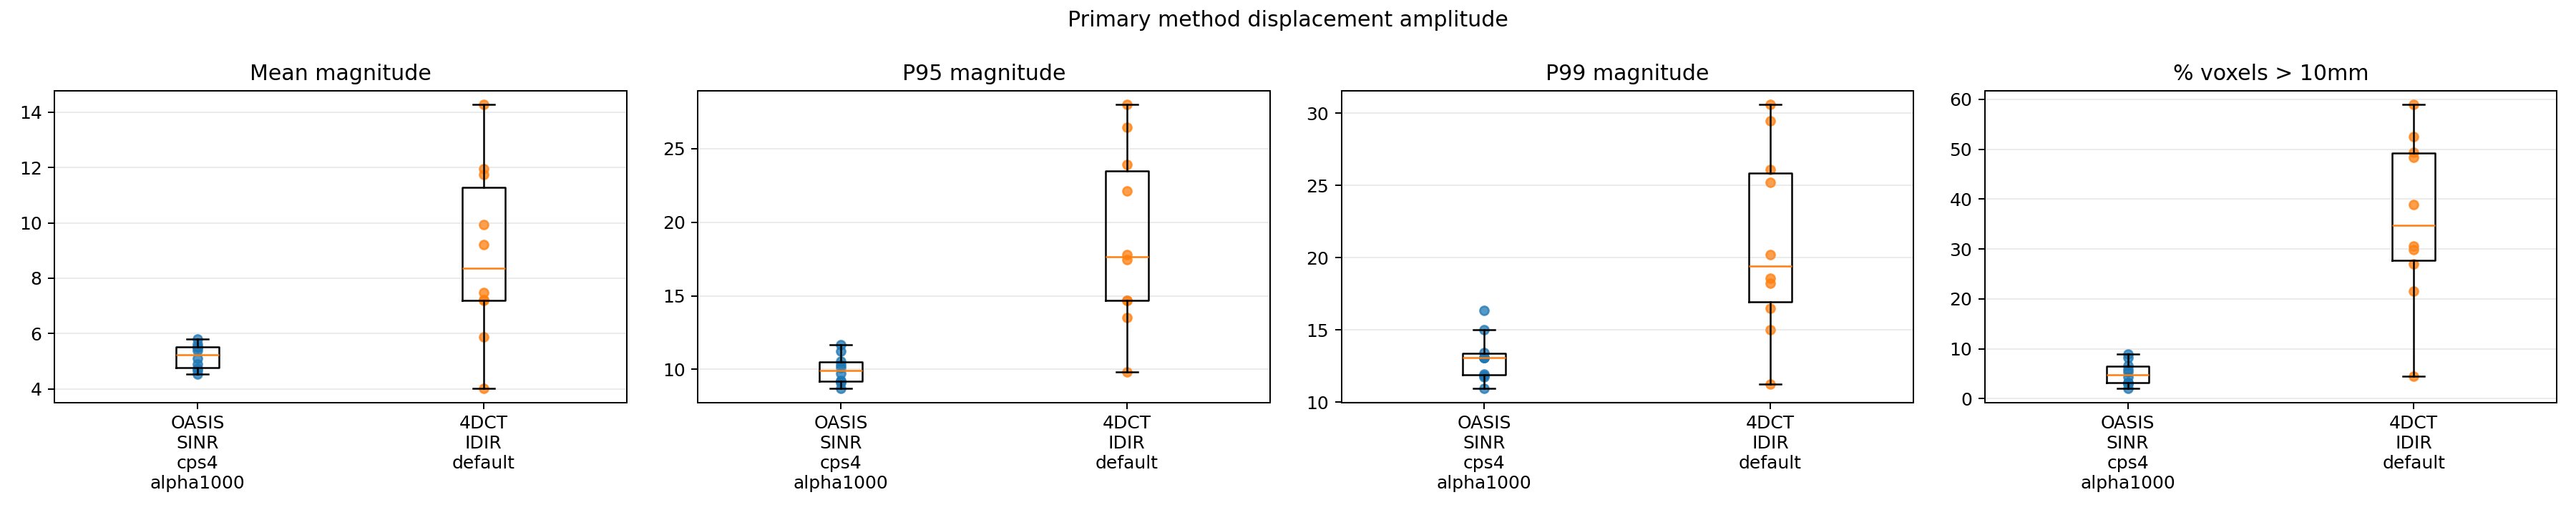 Primary method displacement amplitude
Mean magnitude
14
12
10
8
6
4
OASIS
SINR
cps4
alpha1000
4DCT
IDIR
default
P95 magnitude
25
20
15
10
OASIS
SINR
cps4
alpha1000
4DCT
IDIR
default
P99 magnitude
30
25
20
15
10
OASIS
SINR
cps4
alpha1000
4DCT
IDIR
default
% voxels > 10mm
60
50
40
30
20
10
0
OASIS
SINR
cps4
alpha1000
4DCT
IDIR
default